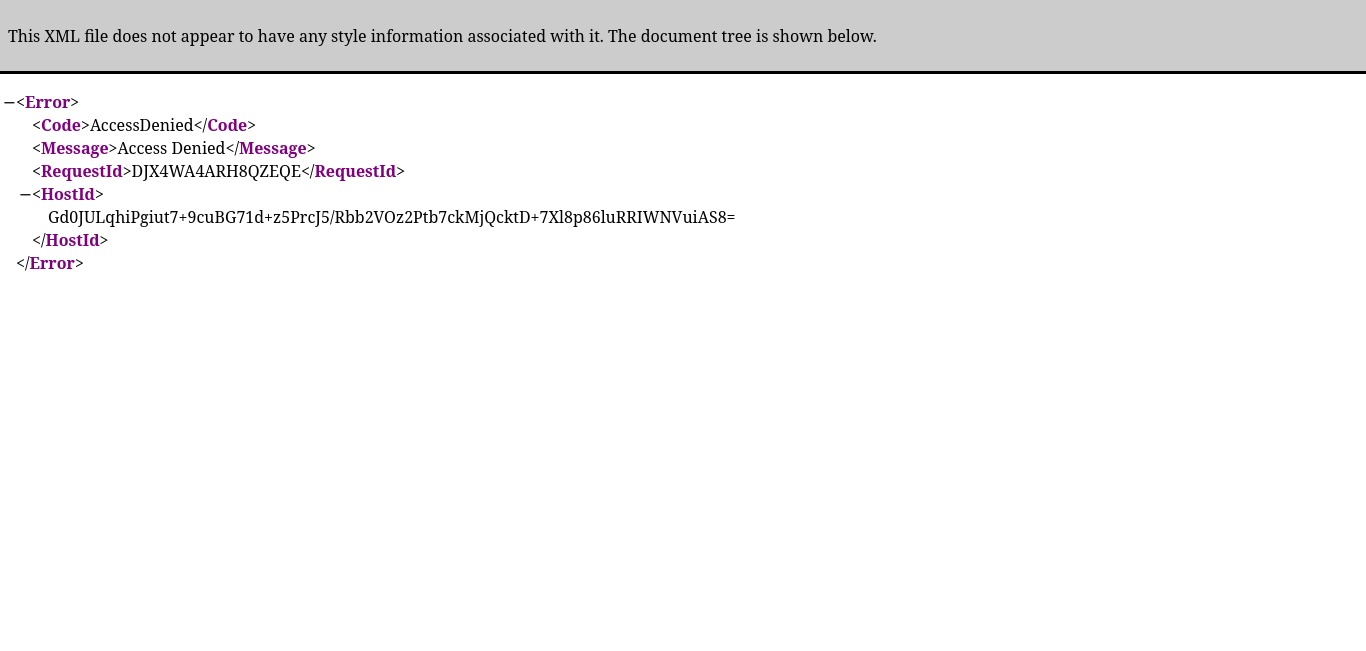 This XML file does not appear to have any style information associated with it. The document tree is shown below.
−<Error>
<Code>AccessDenied</Code>
<Message>Access Denied</Message>
<RequestId>DJX4WA4ARH8QZEQE</RequestId>
−<HostId>
Gd0JULqhiPgiut7+9cuBG71d+z5PrcJ5/Rbb2VOz2Ptb7ckMjQcktD+7Xl8p86luRRIWNVuiAS8=
</HostId>
</Error>